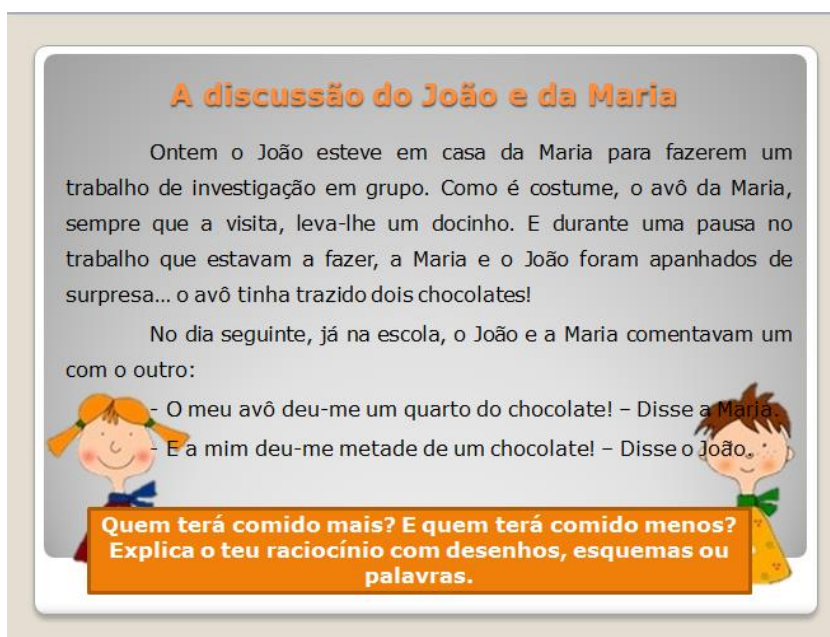 A discussão do João e da Maria
Ontem o João esteve em casa da Maria para fazerem um
trabalho de investigação em grupo. Como é costume, o avô da Maria,
sempre que a visita, leva-lhe um docinho. E durante uma pausa no
trabalho que estavam a fazer, a Maria e o João foram apanhados de
surpresa... o avô tinha trazido dois chocolates!
No dia seguinte, já na escola, o João e a Maria comentavam um
com o outro:
- O meu avô deu-me um quarto do chocolate! – Disse a Maria.
- E a mim deu-me metade de um chocolate! – Disse o João.
Quem terá comido mais? E quem terá comido menos?
Explica o teu raciocínio com desenhos, esquemas ou
palavras.